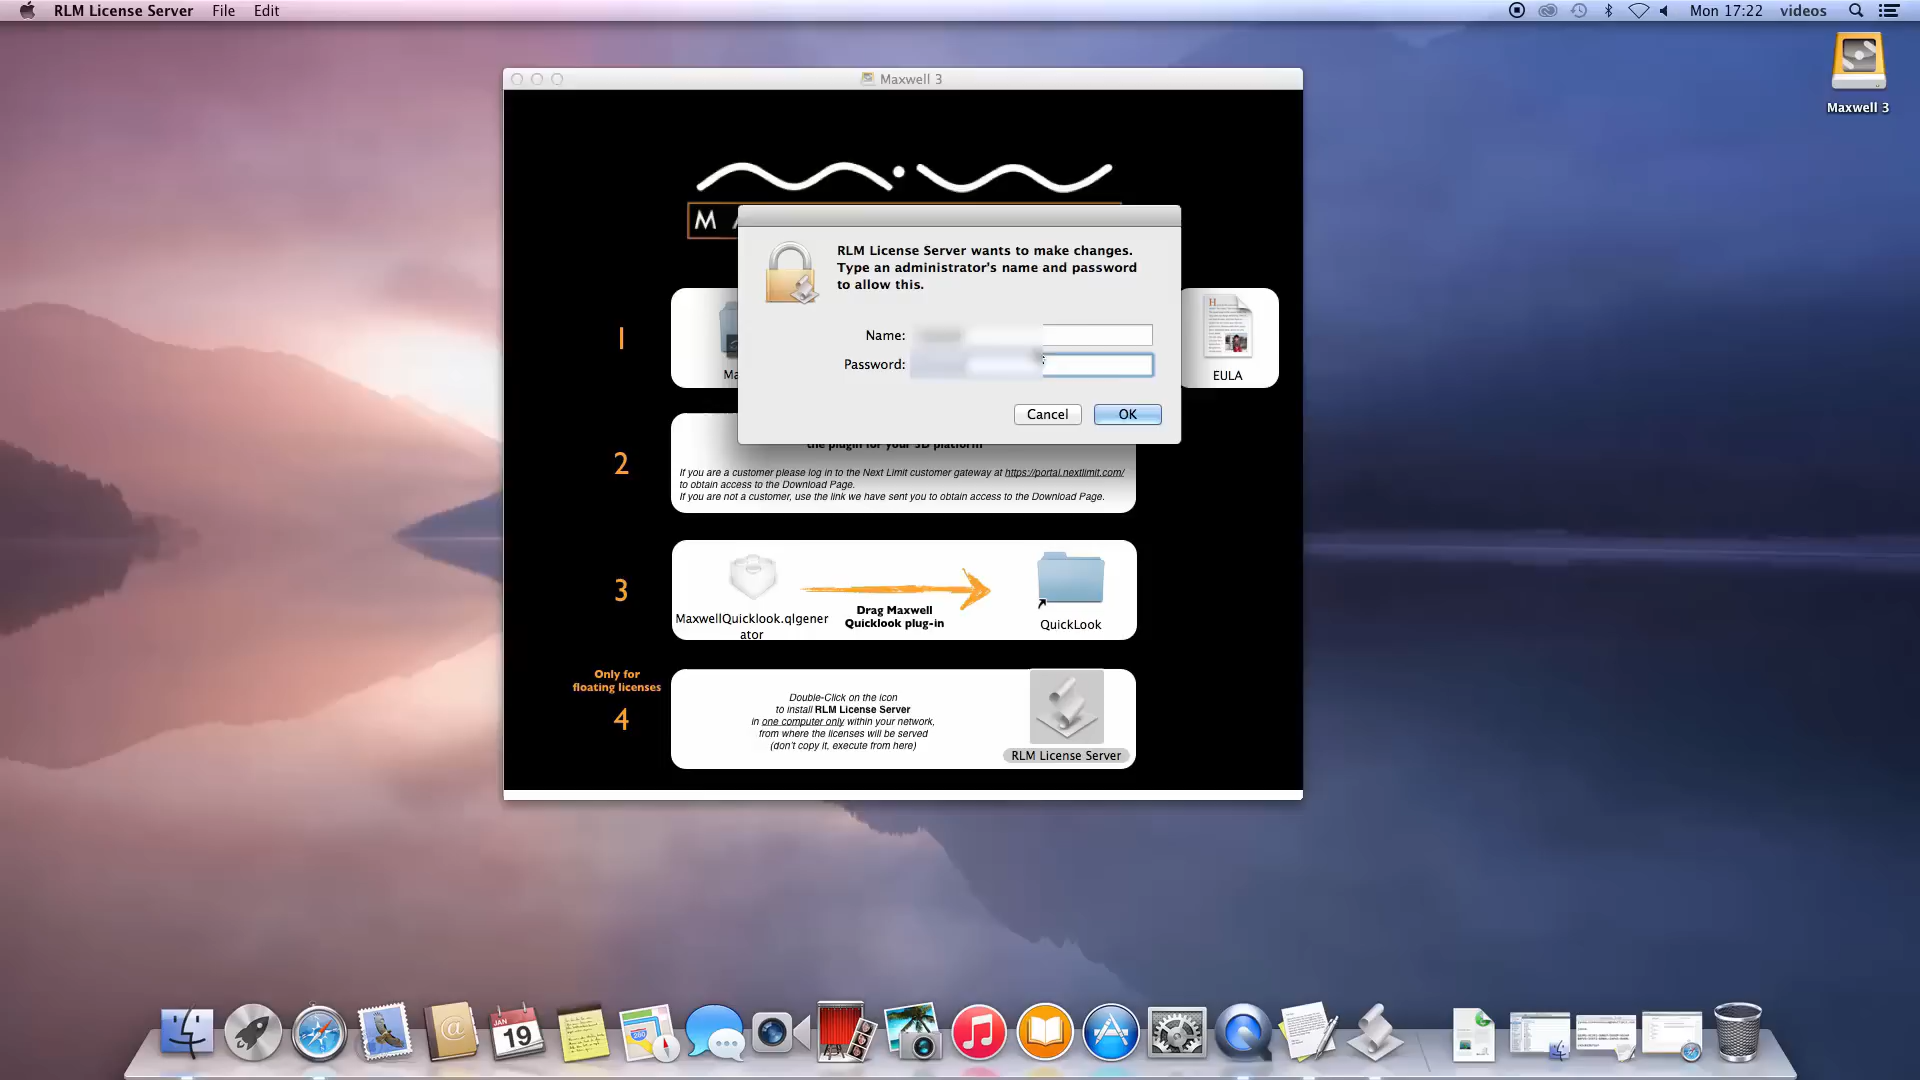 RLM License Server File Edit
Mon 17:22 videos
Maxwell 3
Maxwell 3
M
RLM License Server wants to make changes.
Type an administrator's name and password
to allow this.
Name:
Password:
Cancel OK
1
Ma
EULA
2
the plugin for your 3D platform
If you are a customer please log in to the Next Limit customer gateway at https://portal.nextlimit.com/
to obtain access to the Download Page.
If you are not a customer, use the link we have sent you to obtain access to the Download Page.
3
MaxwellQuicklook.qlgener
ator
Drag Maxwell
Quicklook plug-in
QuickLook
Only for
floating licenses
4
Double-Click on the icon
to install RLM License Server
in one computer only within your network,
from where the licenses will be served
(don't copy it, execute from here)
RLM License Server
JAN
19